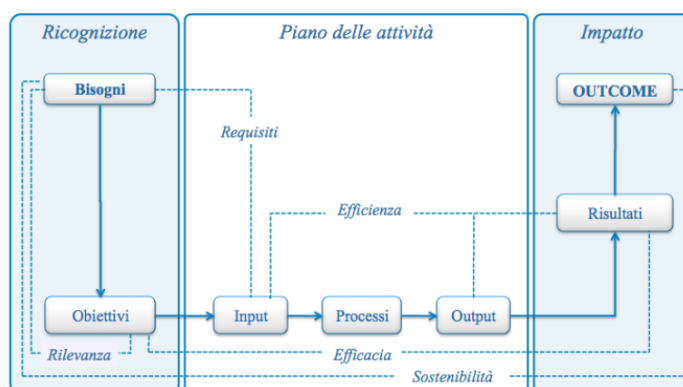 Ricognizione
Piano delle attività
Impatto
Bisogni
OUTCOME
Requisiti
Efficienza
Risultati
Obiettivi
Input
Processi
Output
Rilevanza
Efficacia
Sostenibilità